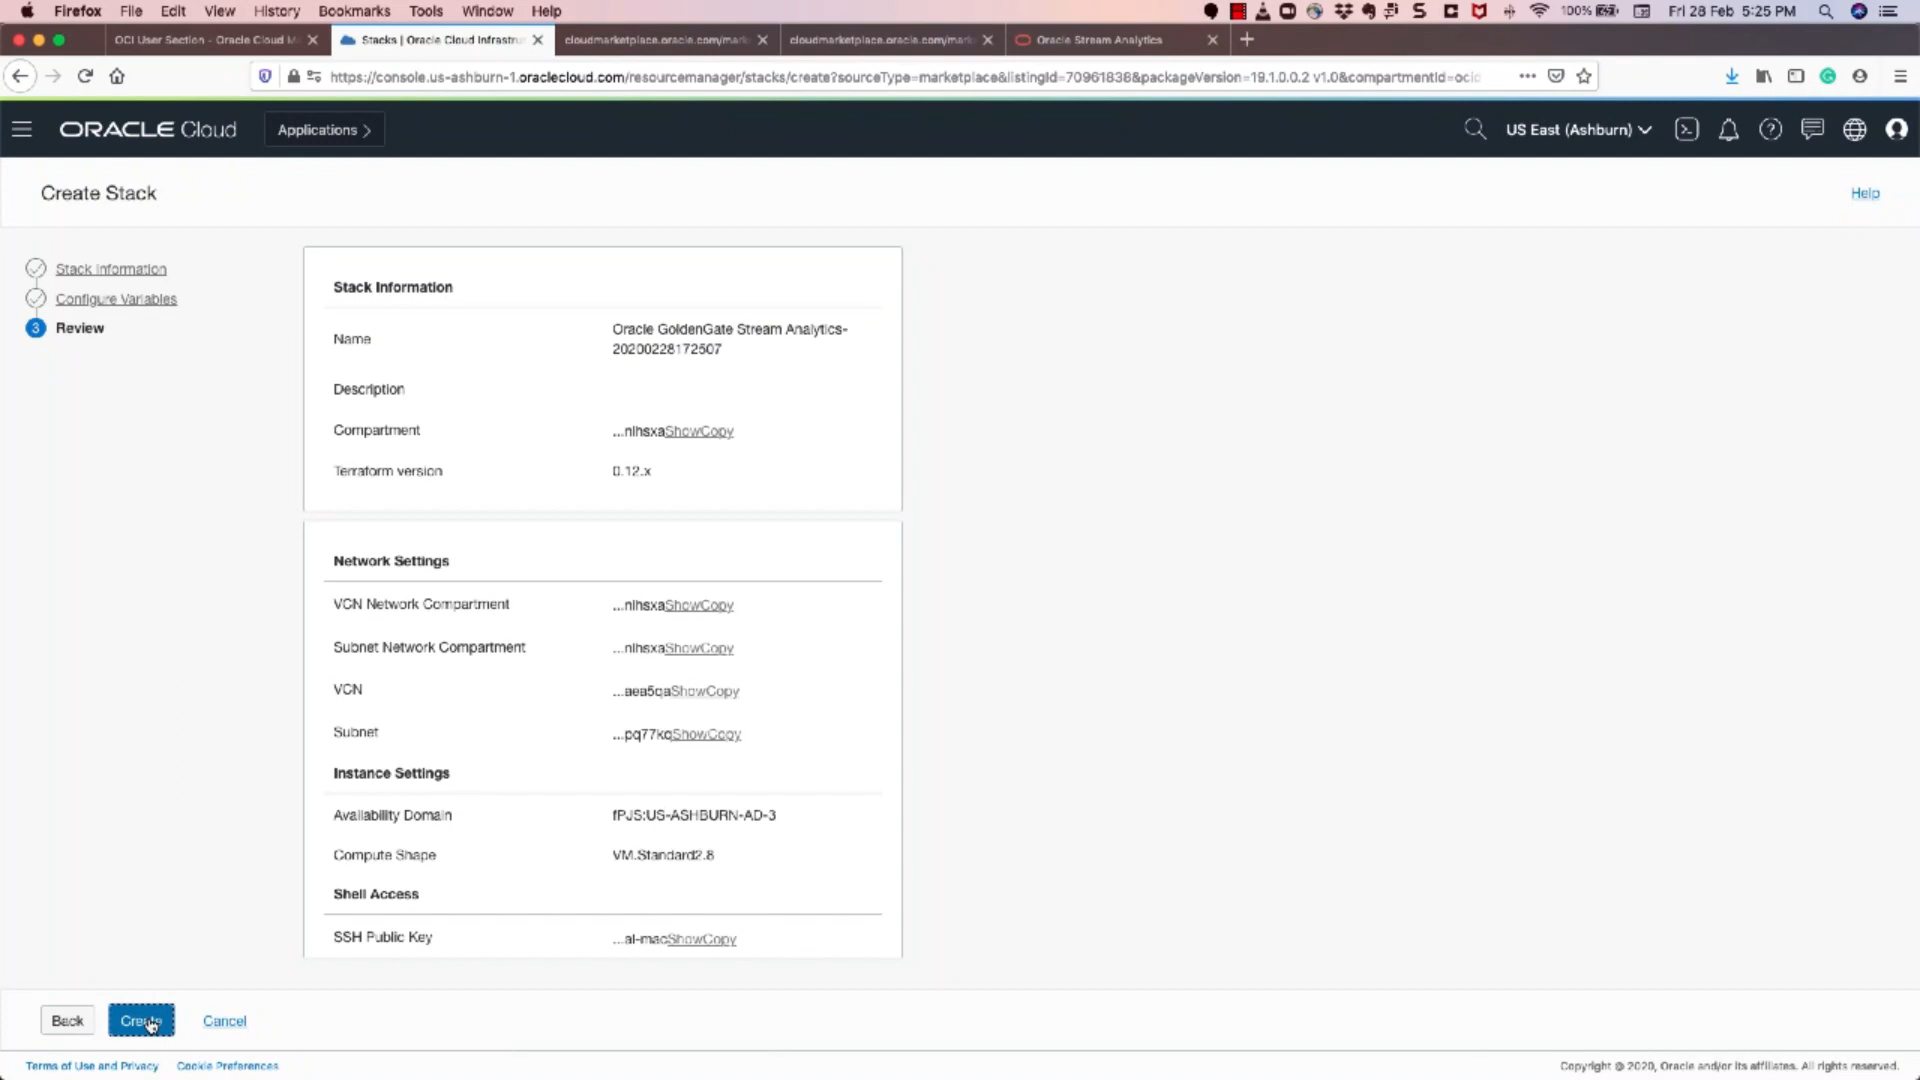 Firefox File Edit View History Bookmarks Tools Window Help 100% Fri 28 Feb 5:25 PM
OCI User Section - Oracle Cloud M
Stacks | Oracle Cloud Infrastru
cloudmarketplace.oracle.com/mark
cloudmarketplace.oracle.com/mark
Oracle Stream Analytics
https://console.us-ashburn-1.oraclecloud.com/resourcemanager/stacks/create?sourceType=marketplace&listingId=70961838&packageVersion=19.1.0.0.2 v1.0&compartmentId=ocic
ORACLE Cloud Applications US East (Ashburn)
Create Stack Help
Stack Information
Configure Variables
3 Review
Stack Information
Name Oracle GoldenGate Stream Analytics-
20200228172507
Description
Compartment ...nlhsxaShowCopy
Terraform version 0.12.x
Network Settings
VCN Network Compartment ...nlhsxaShowCopy
Subnet Network Compartment ...nlhsxaShowCopy
VCN ...aea5qaShowCopy
Subnet ...pq77kqShowCopy
Instance Settings
Availability Domain fPJS:US-ASHBURN-AD-3
Compute Shape VM.Standard2.8
Shell Access
SSH Public Key ...al-macShowCopy
Back Create Cancel
Terms of Use and Privacy Cookie Preferences Copyright @ 2020, Oracle and/or its affiliates. All rights reserved.